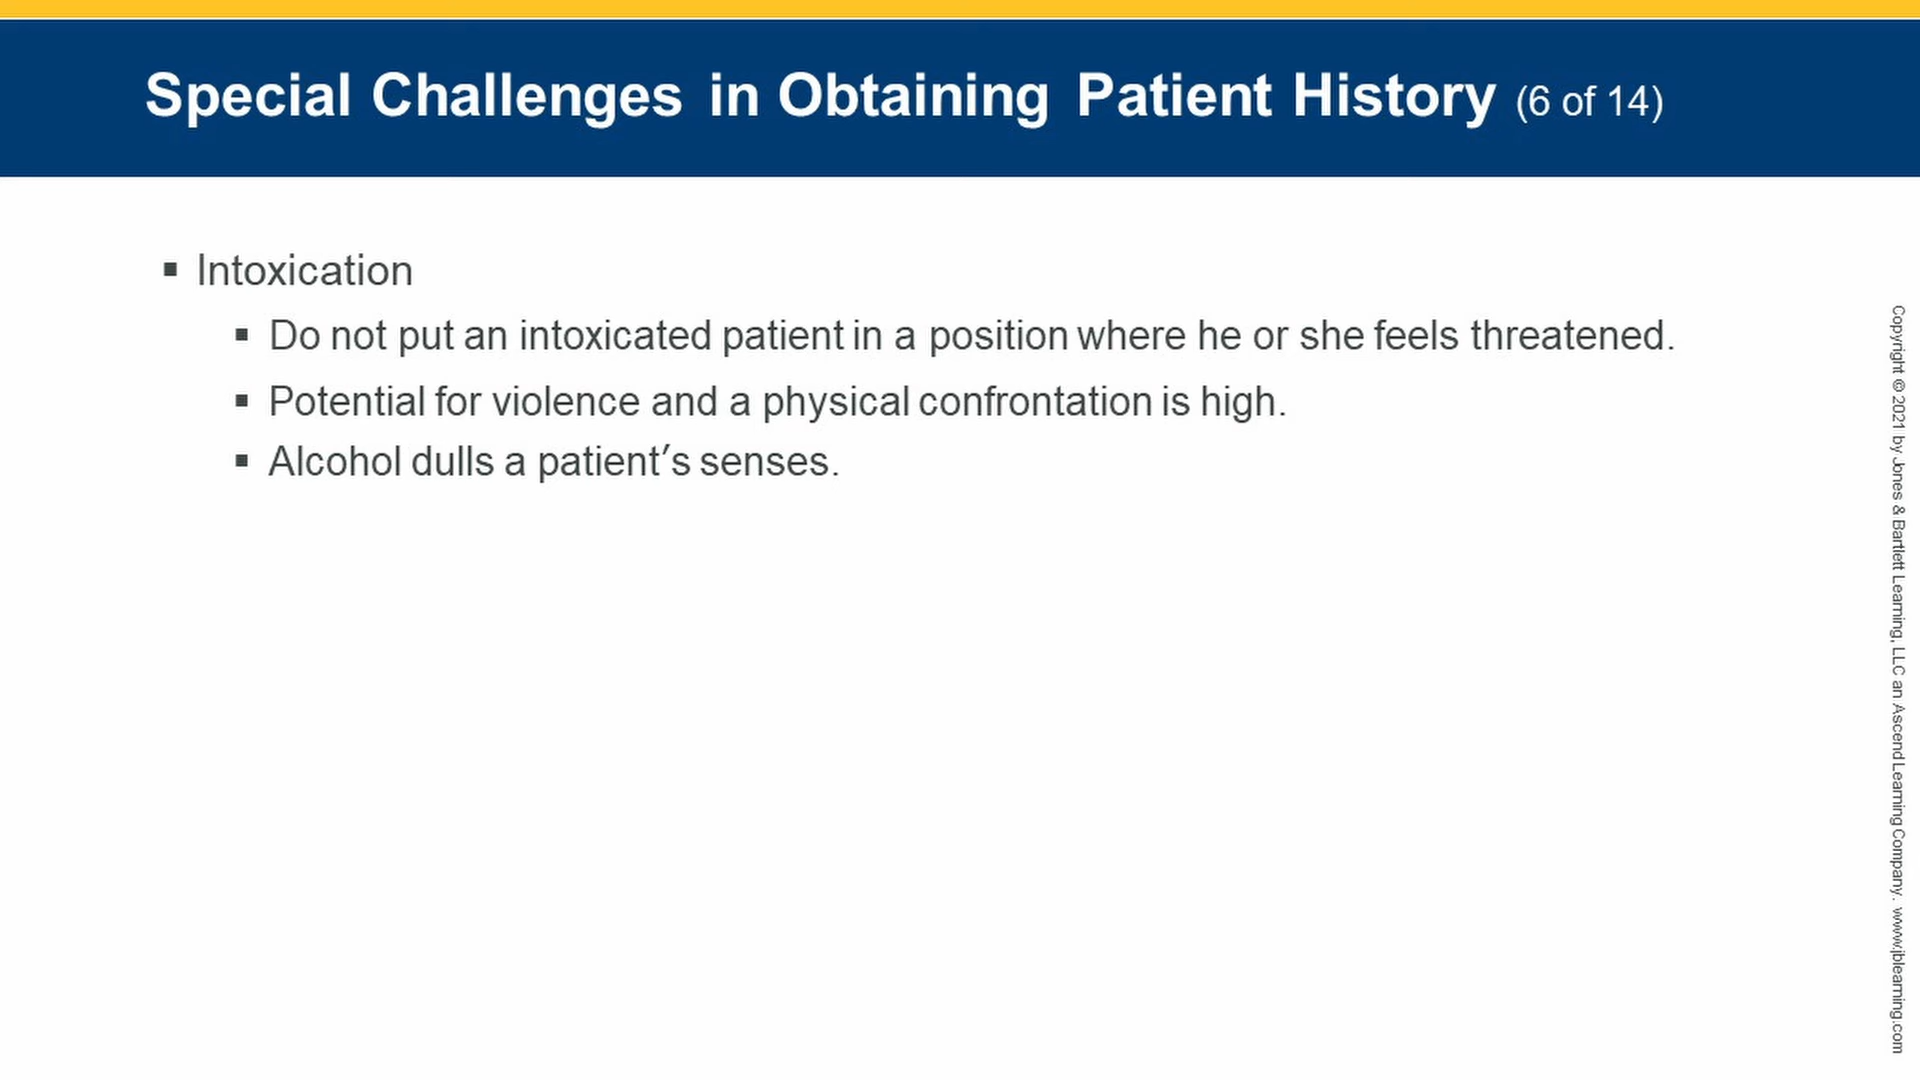 Special Challenges in Obtaining Patient History (6 of 14)
▪ Intoxication
▪ Do not put an intoxicated patient in a position where he or she feels threatened.
▪ Potential for violence and a physical confrontation is high.
▪ Alcohol dulls a patient′s senses.
Copyright © 2021 by Jones & Bartlett Learning, LLC an Ascend Learning Company. www.jblearning.com